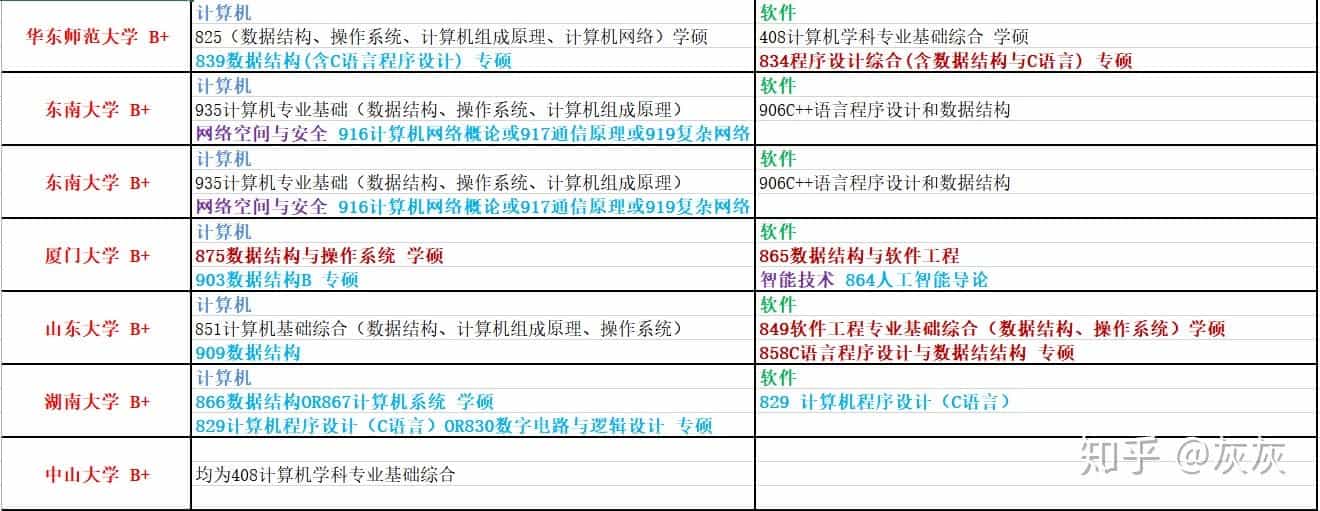 华东师范大学 B+
计算机
825（数据结构、操作系统、计算机组成原理、计算机网络）学硕
839数据结构(含C语言程序设计) 专硕
软件
408计算机学科专业基础综合 学硕
834程序设计综合(含数据结构与C语言) 专硕
东南大学 B+
计算机
935计算机专业基础（数据结构、操作系统、计算机组成原理）
网络空间与安全 916计算机网络概论或917通信原理或919复杂网络
软件
906C++语言程序设计和数据结构
东南大学 B+
计算机
935计算机专业基础（数据结构、操作系统、计算机组成原理）
网络空间与安全 916计算机网络概论或917通信原理或919复杂网络
软件
906C++语言程序设计和数据结构
厦门大学 B+
计算机
875数据结构与操作系统 学硕
903数据结构B 专硕
软件
865数据结构与软件工程
智能技术 864人工智能导论
山东大学 B+
计算机
851计算机基础综合（数据结构、计算机组成原理、操作系统）
909数据结构
软件
849软件工程专业基础综合（数据结构、操作系统）学硕
858C语言程序设计与数据结结构 专硕
湖南大学 B+
计算机
866数据结构OR867计算机系统 学硕
829计算机程序设计（C语言）OR830数字电路与逻辑设计 专硕
软件
829 计算机程序设计（C语言）
中山大学 B+
均为408计算机学科专业基础综合
知乎 @灰灰